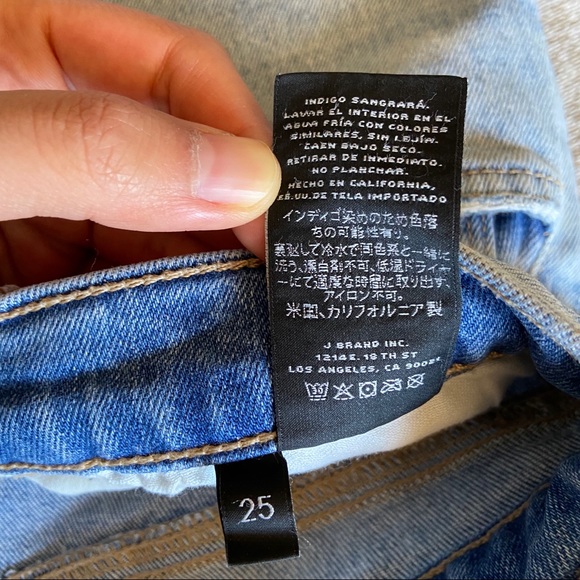 INDIGO SANGRARÁ.
LAVAR EL INTERIOR EN EL
AGUA FRÍA CON COLORES
SIMILARES, SIN LEJÍA.
CAEN BAJO SECO.
RETIRAR DE INMEDIATO.
NO PLANCHAR.
HECHO EN CALIFORNIA,
EE.UU. DE TELA IMPORTADO
インディゴ染めのため色落
ちの可能性有り.
裏返して冷水で同色系と一緒に
洗う,漂白剤不可,低温ドライヤ
ーにて適度な時間に取り出す,
アイロン不可.
米国、カリフォルニア製
J BRAND INC.
1214E. 18 TH ST
LOS ANGELES, CA 90021
25